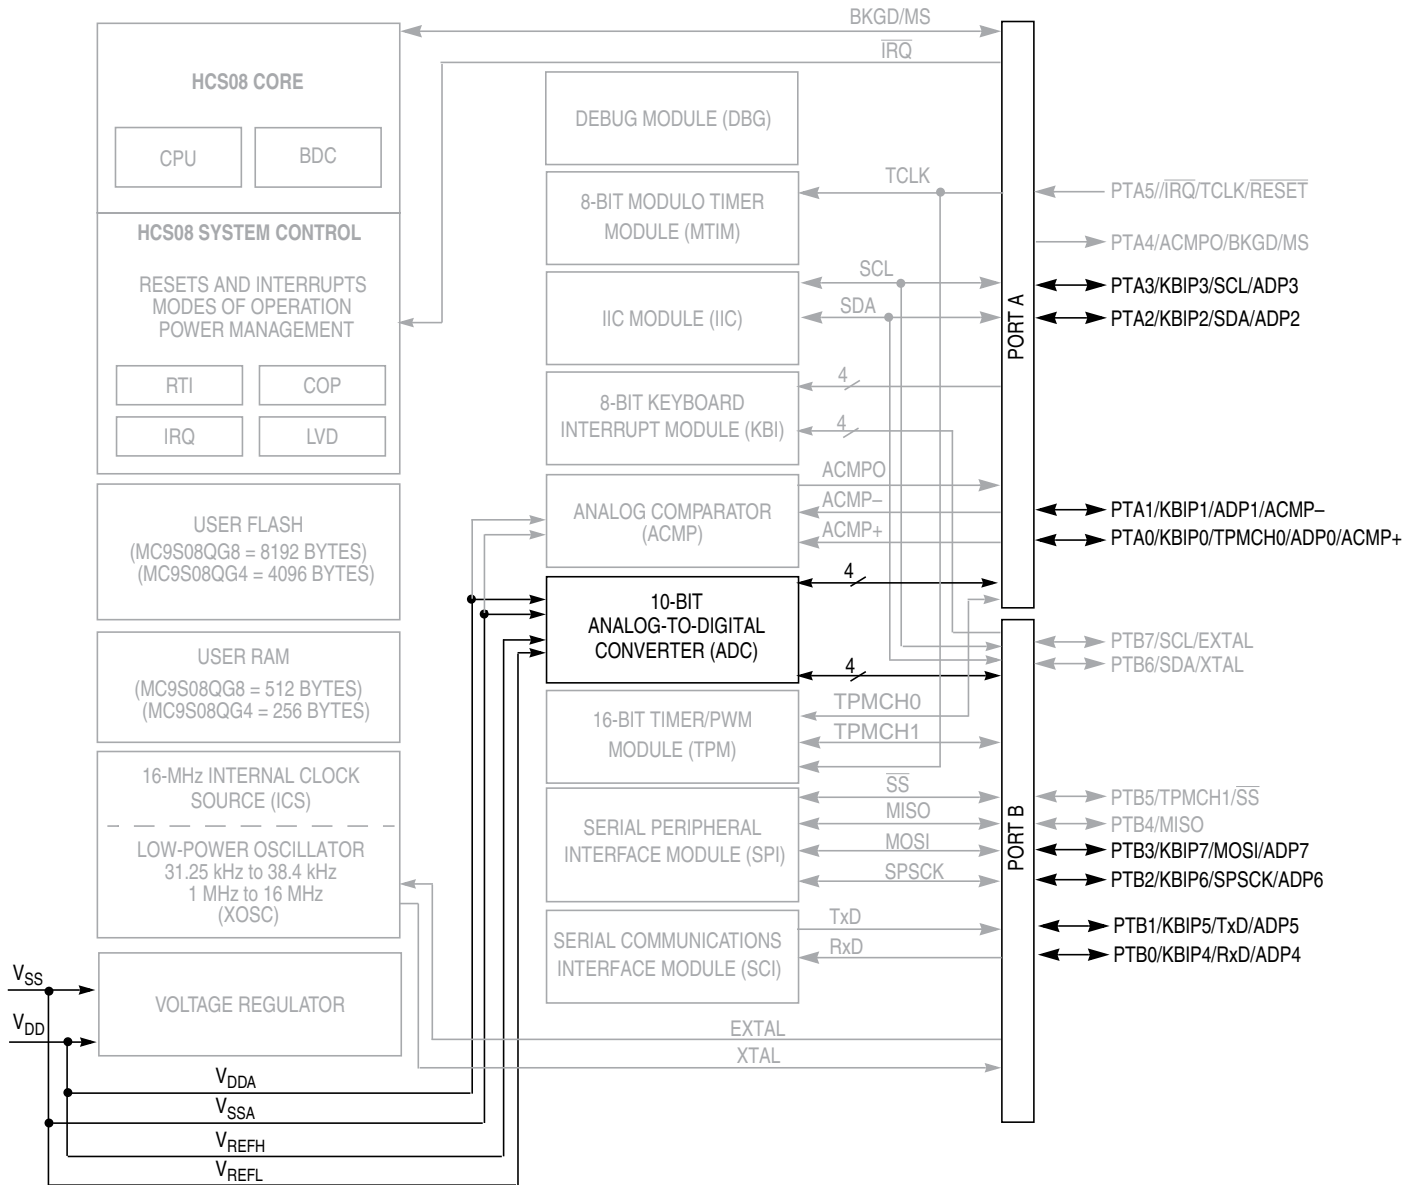 BKGD/MS
IRQ
HCS08 CORE
CPU
BDC
HCS08 SYSTEM CONTROL
RESETS AND INTERRUPTS
MODES OF OPERATION
POWER MANAGEMENT
RTI
COP
IRQ
LVD
USER FLASH
(MC9S08QG8 = 8192 BYTES)
(MC9S08QG4 = 4096 BYTES)
USER RAM
(MC9S08QG8 = 512 BYTES)
(MC9S08QG4 = 256 BYTES)
16-MHz INTERNAL CLOCK
SOURCE (ICS)
LOW-POWER OSCILLATOR
31.25 kHz to 38.4 kHz
1 MHz to 16 MHz
(XOSC)
VOLTAGE REGULATOR
VSS
VDD
VDDA
VSSA
VREFH
VREFL
DEBUG MODULE (DBG)
8-BIT MODULO TIMER
MODULE (MTIM)
TCLK
IIC MODULE (IIC)
SCL
SDA
8-BIT KEYBOARD
INTERRUPT MODULE (KBI)
4
4
ANALOG COMPARATOR
(ACMP)
ACMPO
ACMP–
ACMP+
10-BIT
ANALOG-TO-DIGITAL
CONVERTER (ADC)
4
4
16-BIT TIMER/PWM
MODULE (TPM)
TPMCH0
TPMCH1
SERIAL PERIPHERAL
INTERFACE MODULE (SPI)
SS
MISO
MOSI
SPSCK
SERIAL COMMUNICATIONS
INTERFACE MODULE (SCI)
TxD
RxD
EXTAL
XTAL
PORT A
PTA5//IRQ/TCLK/RESET
PTA4/ACMPO/BKGD/MS
PTA3/KBIP3/SCL/ADP3
PTA2/KBIP2/SDA/ADP2
PTA1/KBIP1/ADP1/ACMP–
PTA0/KBIP0/TPMCH0/ADP0/ACMP+
PORT B
PTB7/SCL/EXTAL
PTB6/SDA/XTAL
PTB5/TPMCH1/SS
PTB4/MISO
PTB3/KBIP7/MOSI/ADP7
PTB2/KBIP6/SPSCK/ADP6
PTB1/KBIP5/TxD/ADP5
PTB0/KBIP4/RxD/ADP4